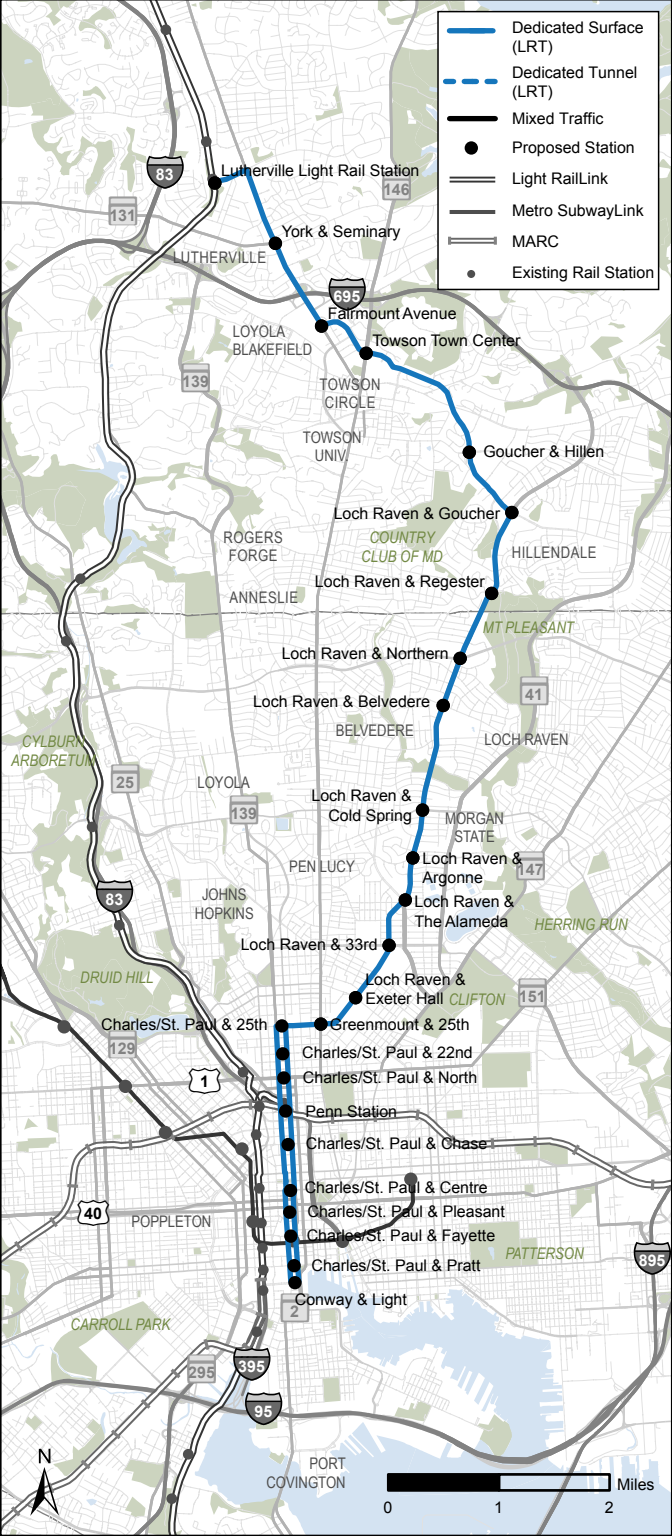 Dedicated Surface
(LRT)
Dedicated Tunnel
(LRT)
Mixed Traffic
Proposed Station
Light RailLink
Metro SubwayLink
MARC
Existing Rail Station
83
Lutherville Light Rail Station
146
131
York & Seminary
LUTHERVILLE
695
Fairmount Avenue
LOYOLA
BLAKEFIELD
Towson Town Center
139
TOWSON
CIRCLE
TOWSON
UNIV.
Goucher & Hillen
Loch Raven & Goucher
ROGERS
FORGE
COUNTRY
CLUB OF MD
HILLENDALE
Loch Raven & Regester
ANNESLIE
MT PLEASANT
Loch Raven & Northern
41
Loch Raven & Belvedere
BELVEDERE
LOCH RAVEN
CYLBURN
ARBORETUM
25
LOYOLA
139
Loch Raven &
Cold Spring
MORGAN
STATE
PEN LUCY
Loch Raven &
Argonne
147
83
JOHNS
HOPKINS
Loch Raven &
The Alameda
HERRING RUN
Loch Raven & 33rd
DRUID HILL
Loch Raven &
Exeter Hall
CLIFTON
151
Charles/St. Paul & 25th
Greenmount & 25th
129
Charles/St. Paul & 22nd
1
Charles/St. Paul & North
Penn Station
Charles/St. Paul & Chase
Charles/St. Paul & Centre
40
POPPLETON
Charles/St. Paul & Pleasant
Charles/St. Paul & Fayette
PATTERSON
895
Charles/St. Paul & Pratt
Conway & Light
2
CARROLL PARK
295
395
95
N
PORT
COVINGTON
Miles
0 1 2